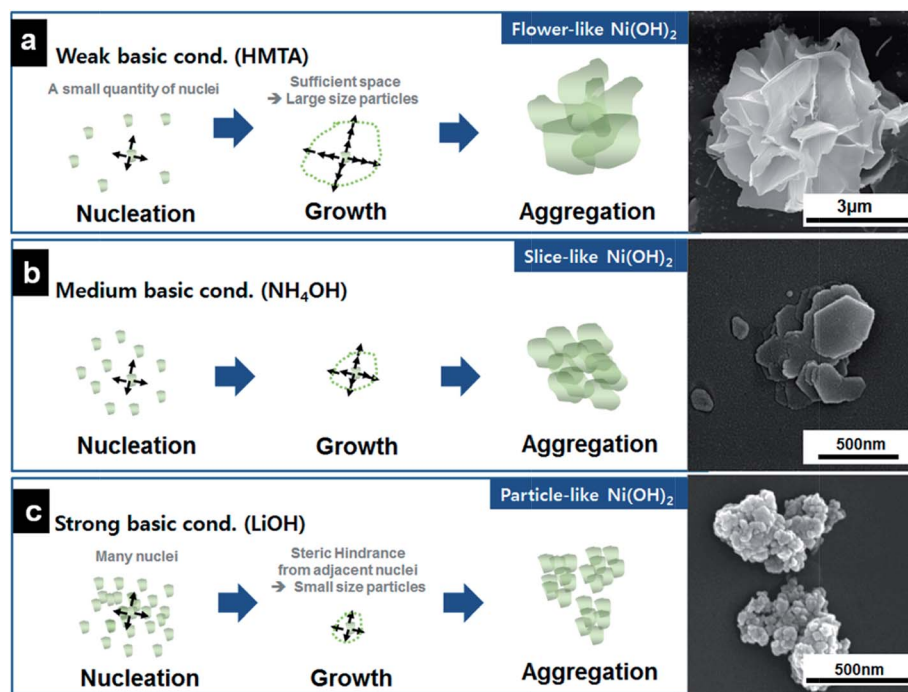 a
Flower-like Ni(OH)2
Weak basic cond. (HMTA)
A small quantity of nuclei
Sufficient space
➔ Large size particles
Nucleation
Growth
Aggregation
3μm
b
Slice-like Ni(OH)2
Medium basic cond. (NH4OH)
Nucleation
Growth
Aggregation
500nm
c
Particle-like Ni(OH)2
Strong basic cond. (LiOH)
Many nuclei
Steric Hindrance
from adjacent nuclei
➔ Small size particles
Nucleation
Growth
Aggregation
500nm